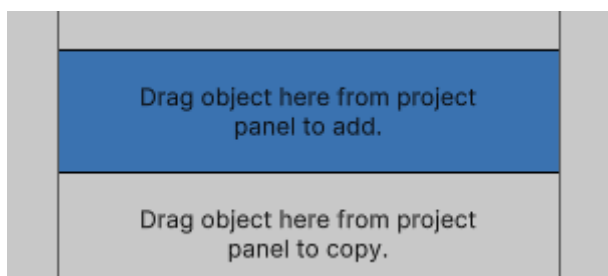 Drag object here from project
panel to add.
Drag object here from project
panel to copy.